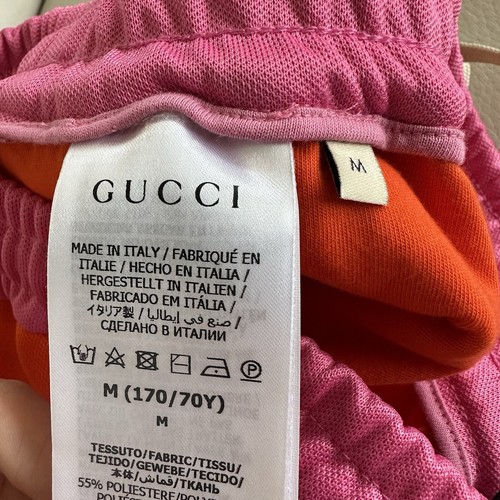 GUCCI
M
MADE IN ITALY / FABRIQUÉ EN
ITALIE / HECHO EN ITALIA /
HERGESTELLT IN ITALIEN /
FABRICADO EM ITÁLIA /
イタリア製 / صنع في إيطاليا /
СДЕЛАНО В ИТАЛИИ
P
M (170/70Y)
M
TESSUTO/FABRIC/TISSU/
TEJIDO/GEWEBE/TECIDO/
本体/قماش/ТКАНЬ
55% POLIESTERE/POLY